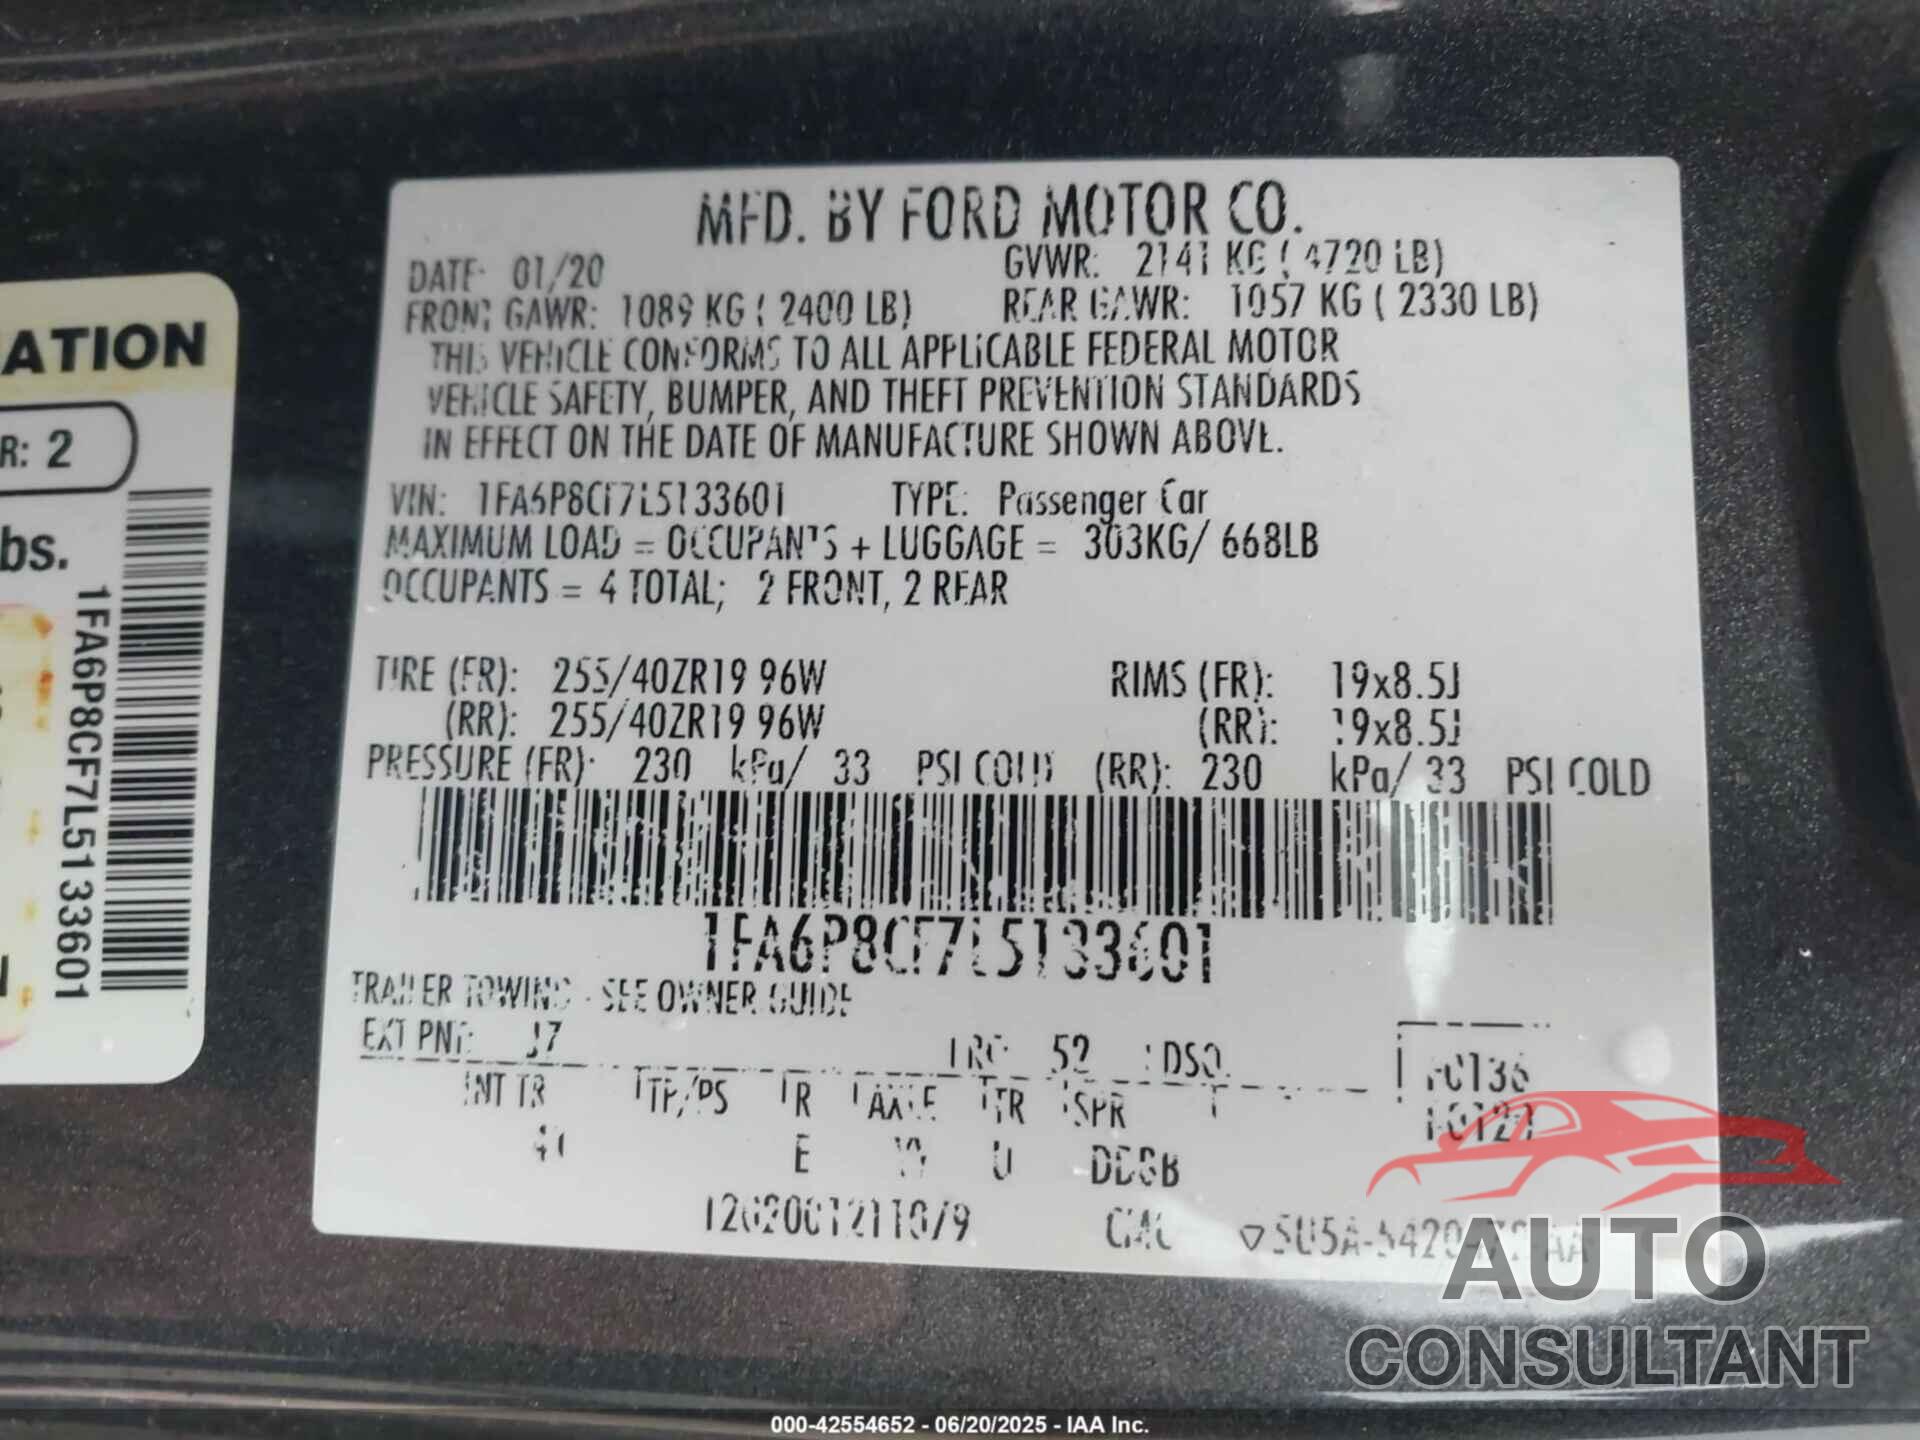 MFD. BY FORD MOTOR CO.
DATE: 01/20 GVWR: 2141 KG ( 4720 LB)
FRONT GAWR: 1089 KG ( 2400 LB) REAR GAWR: 1057 KG ( 2330 LB)
THIS VEHICLE CONFORMS TO ALL APPLICABLE FEDERAL MOTOR
VEHICLE SAFETY, BUMPER, AND THEFT PREVENTION STANDARDS
IN EFFECT ON THE DATE OF MANUFACTURE SHOWN ABOVE.
VIN: 1FA6P8CF7L5133601 TYPE: Passenger Car
MAXIMUM LOAD = OCCUPANTS + LUGGAGE = 303KG/ 668LB
OCCUPANTS = 4 TOTAL; 2 FRONT, 2 REAR
TIRE (FR): 255/40ZR19 96W RIMS (FR): 19x8.5J
(RR): 255/40ZR19 96W (RR): 19x8.5J
PRESSURE (FR): 230 kPa/ 33 PSI COLD (RR): 230 kPa/ 33 PSI COLD
1FA6P8CF7L5133601
TRAILER TOWING - SEE OWNER GUIDE
EXT PNT: J7 RC: 52 DSO:
INT TR TP/PS R AXLE TR SPR
E U
ATION
R: 2
bs.
1FA6P8CF7L5133601
AUTO
CONSULTANT
000-42554652 - 06/20/2025 - IAA Inc.